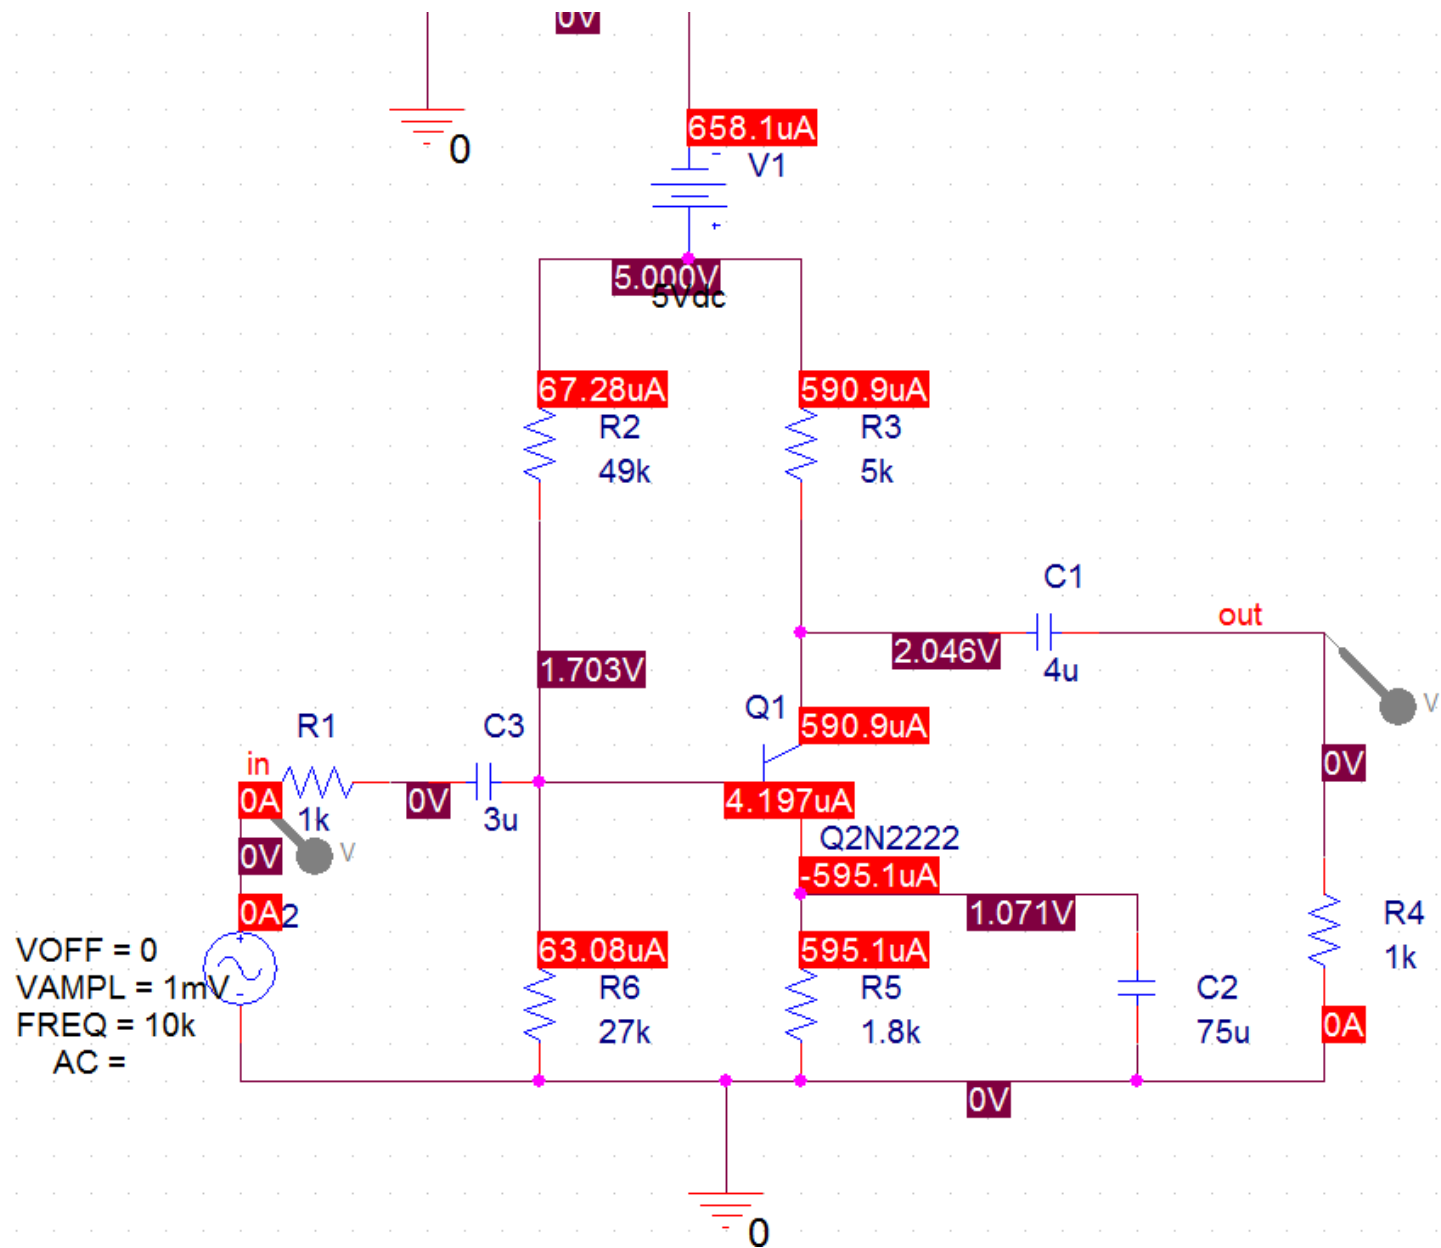 0V
0
658.1uA
-
V1
+
5.000V
5Vdc
67.28uA
590.9uA
R2
R3
49k
5k
C1
out
1.703V
2.046V
4u
Q1
R1
C3
590.9uA
V
in
0V
0A
0V
4.197uA
1k
3u
Q2N2222
0V
V
-595.1uA
0A
2
1.071V
R4
VOFF = 0
+
63.08uA
595.1uA
1k
VAMPL = 1mV
-
R6
R5
C2
FREQ = 10k
27k
1.8k
75u
0A
AC =
0V
0